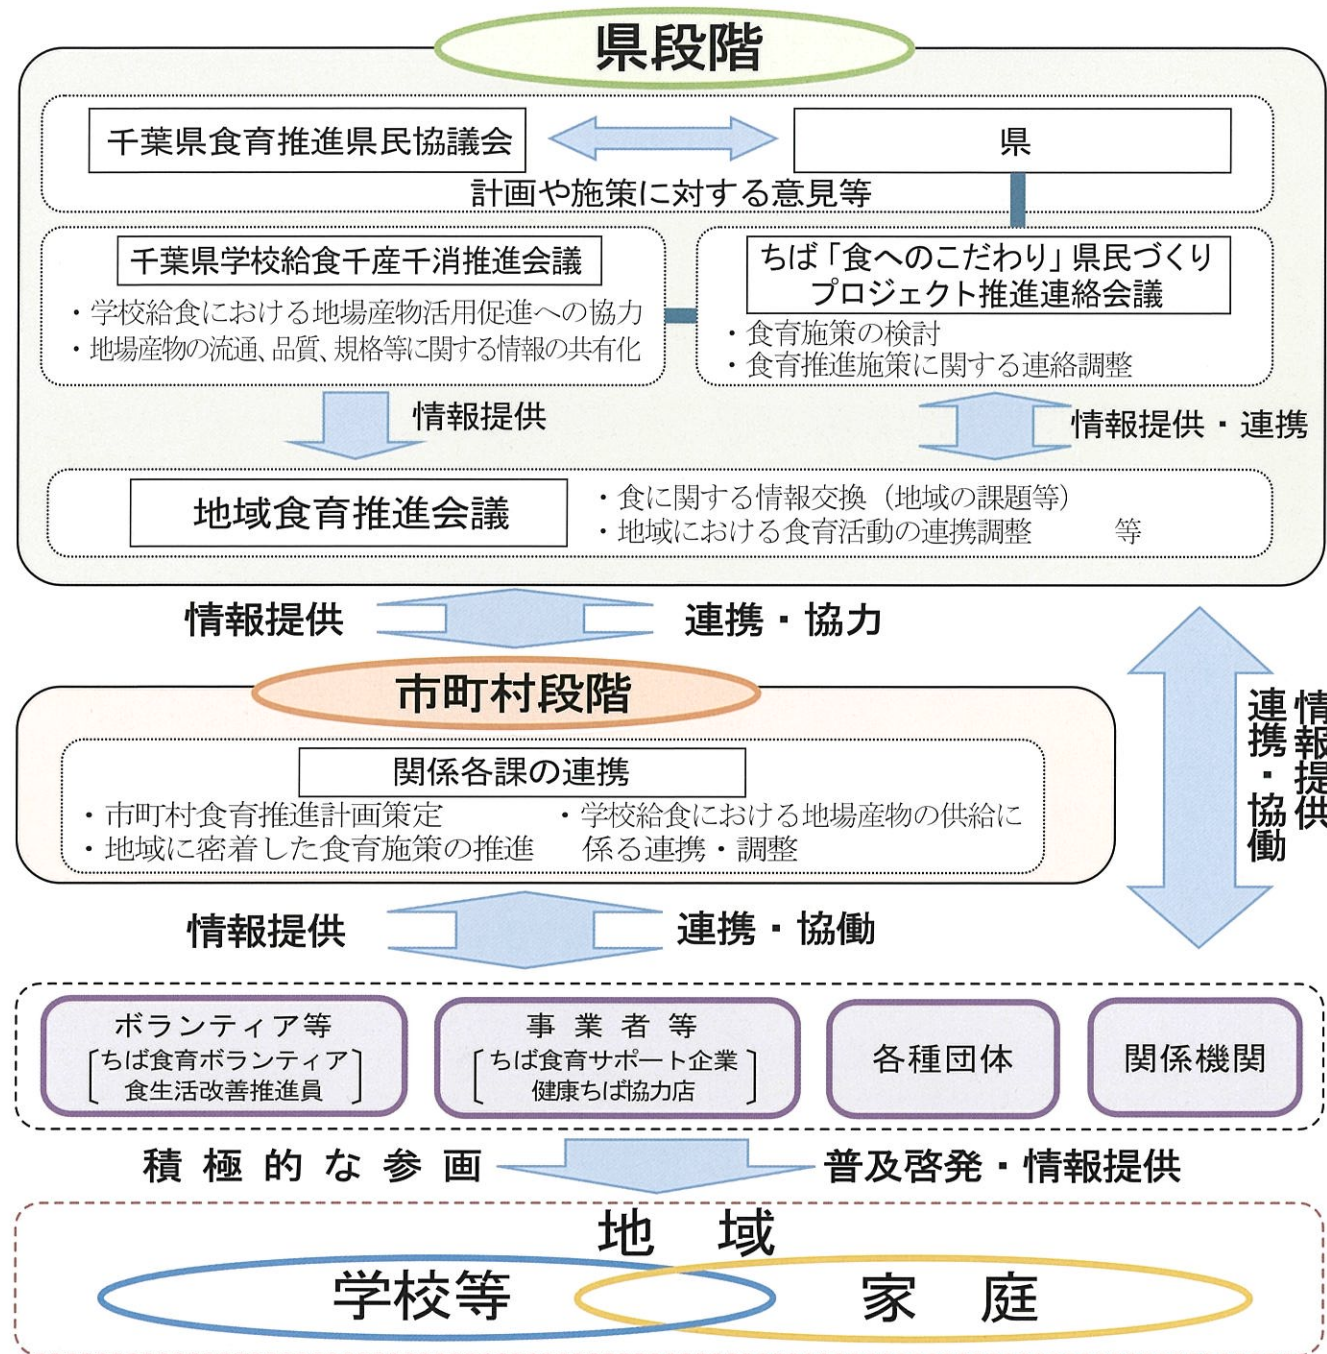 県段階
千葉県食育推進県民協議会
県
計画や施策に対する意見等
千葉県学校給食千産千消推進会議
・学校給食における地場産物活用促進への協力
・地場産物の流通、品質、規格等に関する情報の共有化
ちば「食へのこだわり」県民づくり
プロジェクト推進連絡会議
・食育施策の検討
・食育推進施策に関する連絡調整
情報提供
情報提供・連携
地域食育推進会議
・食に関する情報交換（地域の課題等）
・地域における食育活動の連携調整　等
情報提供
連携・協力
情報提供
連携・協働
市町村段階
関係各課の連携
・市町村食育推進計画策定
・地域に密着した食育施策の推進
・学校給食における地場産物の供給に
係る連携・調整
情報提供
連携・協働
ボランティア等
ちば食育ボランティア
食生活改善推進員
事業者等
ちば食育サポート企業
健康ちば協力店
各種団体
関係機関
積極的な参画
普及啓発・情報提供
地　域
学校等
家　庭